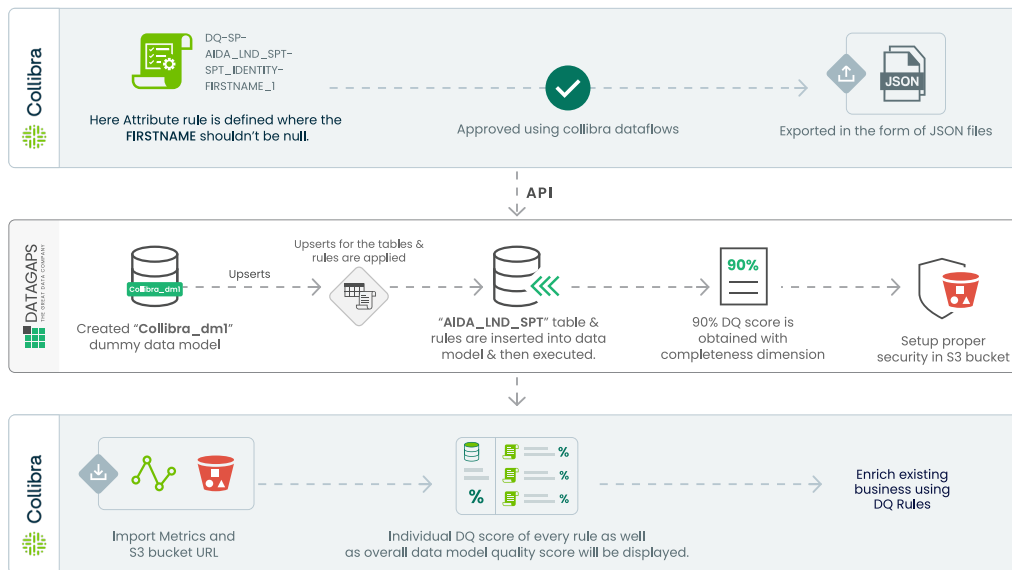 Collibra
DQ-SP-
AIDA_LND_SPT-
SPT_IDENTITY-
FIRSTNAME_1
Here Attribute rule is defined where the
FIRSTNAME shouldn't be null.
Approved using collibra dataflows
JSON
Exported in the form of JSON files
API
DATAGAPS
THE GREAT DATA COMPANY
Collibra_dm1
Created "Collibra_dm1"
dummy data model
Upserts
Upserts for the tables &
rules are applied
"AIDA_LND_SPT" table &
rules are inserted into data
model & then executed.
90%
90% DQ score is
obtained with
completeness dimension
Setup proper
security in S3 bucket
Collibra
Import Metrics and
S3 bucket URL
%
%
%
%
Individual DQ score of every rule as well
as overall data model quality score will be displayed.
Enrich existing
business using
DQ Rules